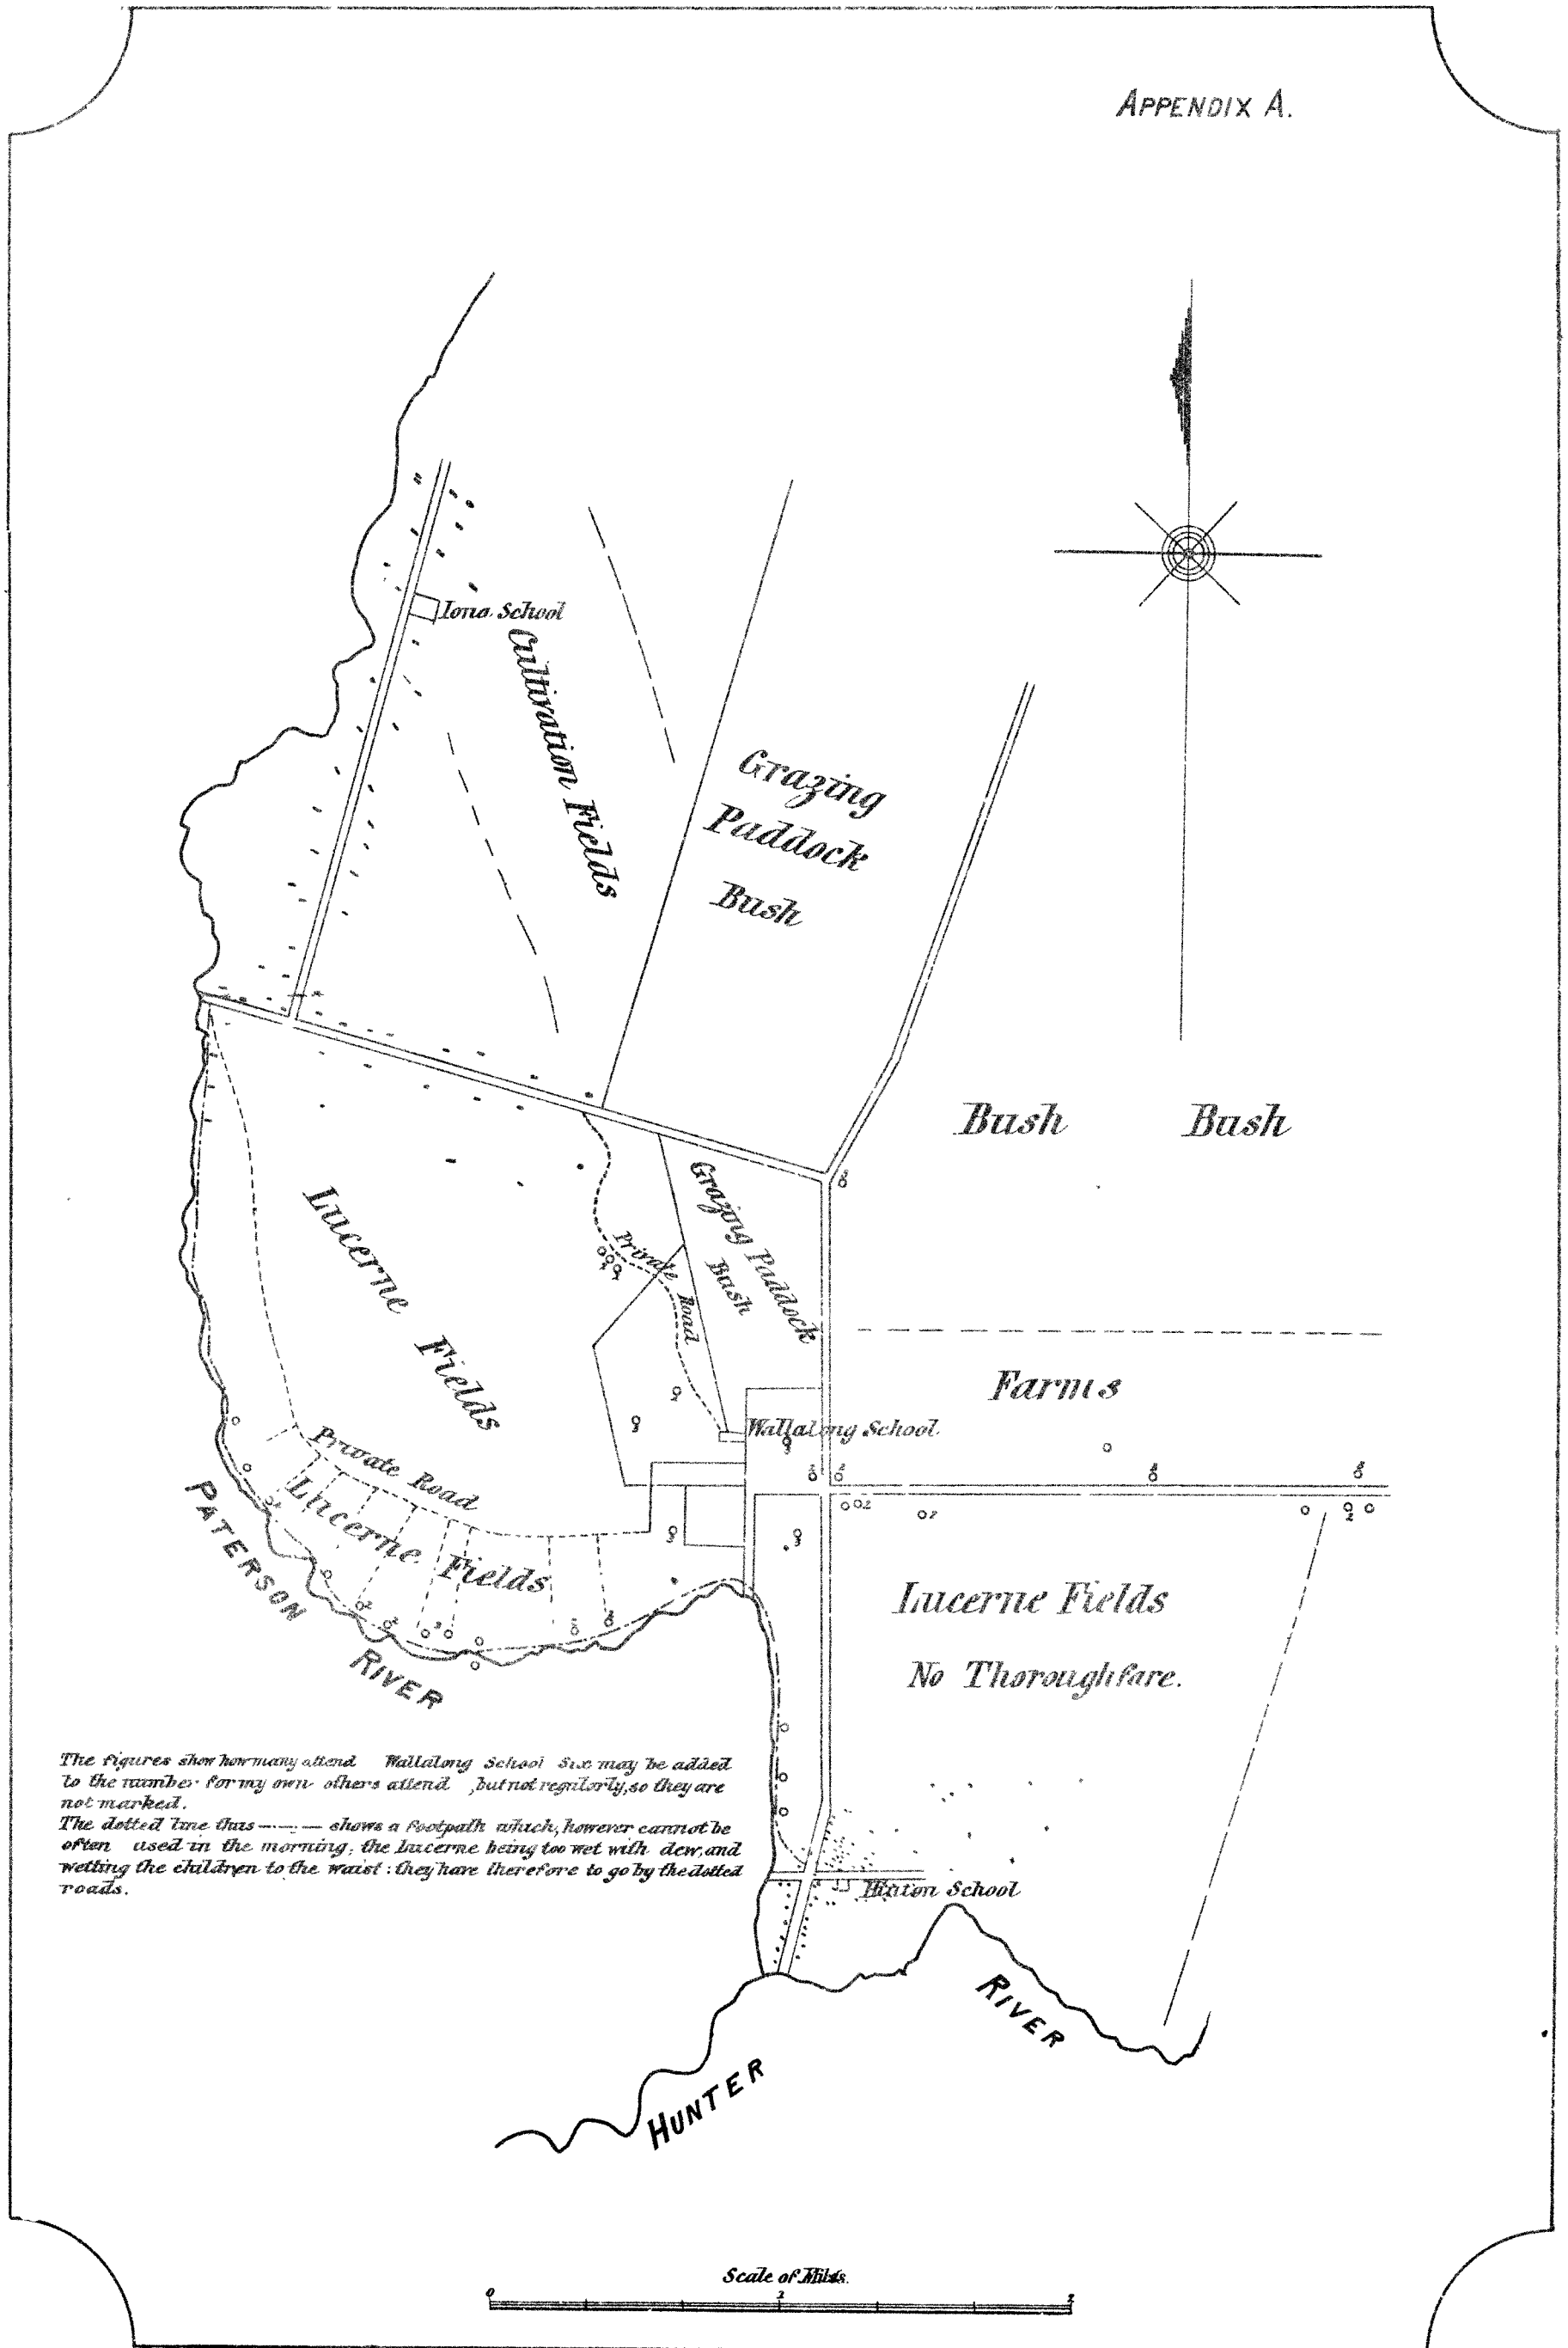 APPENDIX A.
Iona School
Cultivation Fields
Grazing
Paddock
Bush
Bush Bush
Lucerne Fields
Private Road
Grazing Paddock
Bush
Farms
Wallalong School.
Private Road
Lucerne Fields
PATERSON RIVER
Lucerne Fields
No Thoroughfare.
The figures show how many attend Wallalong School Six may be added
to the number for my own others attend , but not regularly, so they are
not marked.
The dotted line thus —·—·— shows a footpath which, however cannot be
often used in the morning; the Lucerne being too wet with dew, and
wetting the children to the waist: they have therefore to go by the dotted
roads.
Hinton School
HUNTER RIVER
Scale of Miles.
0 1 2